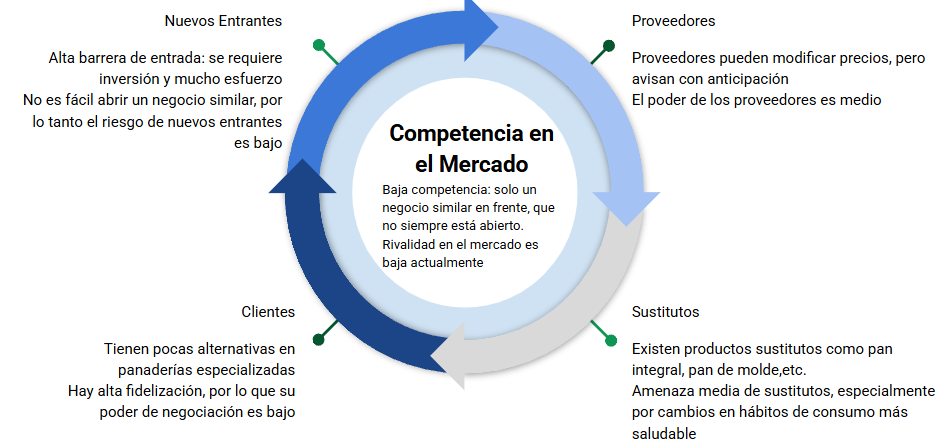 Nuevos Entrantes
Alta barrera de entrada: se requiere
inversión y mucho esfuerzo
No es fácil abrir un negocio similar, por
lo tanto el riesgo de nuevos entrantes
es bajo
Proveedores
Proveedores pueden modificar precios, pero
avisan con anticipación
El poder de los proveedores es medio
Competencia en
el Mercado
Baja competencia: solo un
negocio similar en frente, que
no siempre está abierto.
Rivalidad en el mercado es
baja actualmente
Clientes
Tienen pocas alternativas en
panaderías especializadas
Hay alta fidelización, por lo que su
poder de negociación es bajo
Sustitutos
Existen productos sustitutos como pan
integral, pan de molde,etc.
Amenaza media de sustitutos, especialmente
por cambios en hábitos de consumo más
saludable